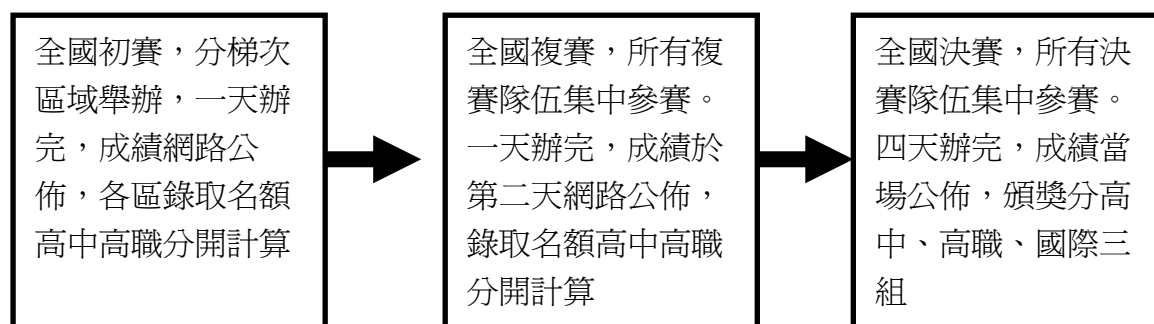 全國初賽，分梯次
區域舉辦，一天辦
完，成績網路公
佈，各區錄取名額
高中高職分開計算
全國複賽，所有複
賽隊伍集中參賽。
一天辦完，成績於
第二天網路公佈，
錄取名額高中高職
分開計算
全國決賽，所有決
賽隊伍集中參賽。
四天辦完，成績當
場公佈，頒獎分高
中、高職、國際三
組